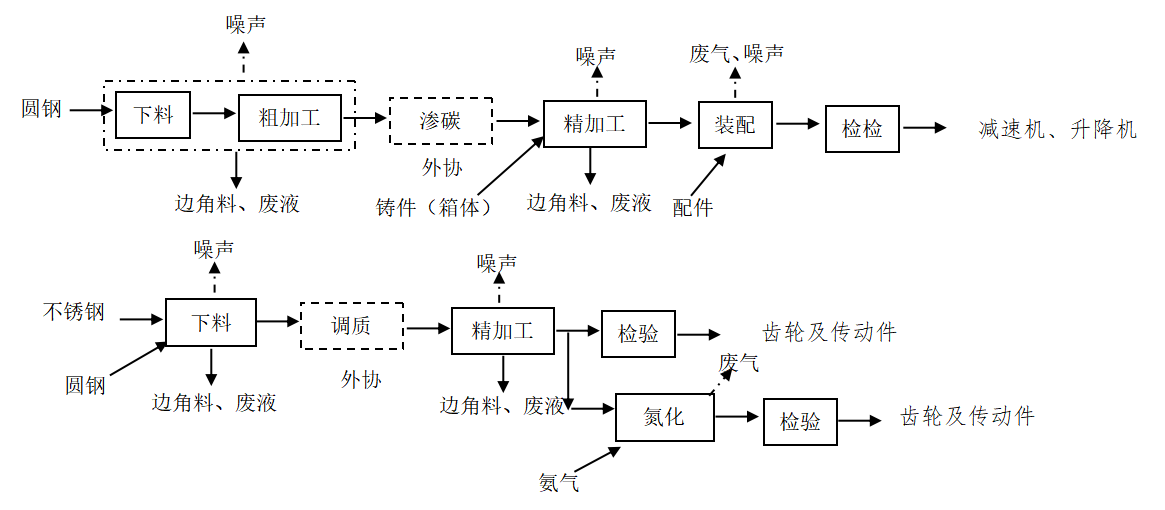 噪声
噪声
废气、噪声
圆钢
下料
粗加工
渗碳
精加工
装配
检检
减速机、升降机
外协
边角料、废液
铸件（箱体）
边角料、废液
配件
噪声
噪声
不锈钢
下料
调质
精加工
检验
齿轮及传动件
废气
圆钢
外协
边角料、废液
边角料、废液
氮化
检验
齿轮及传动件
氨气